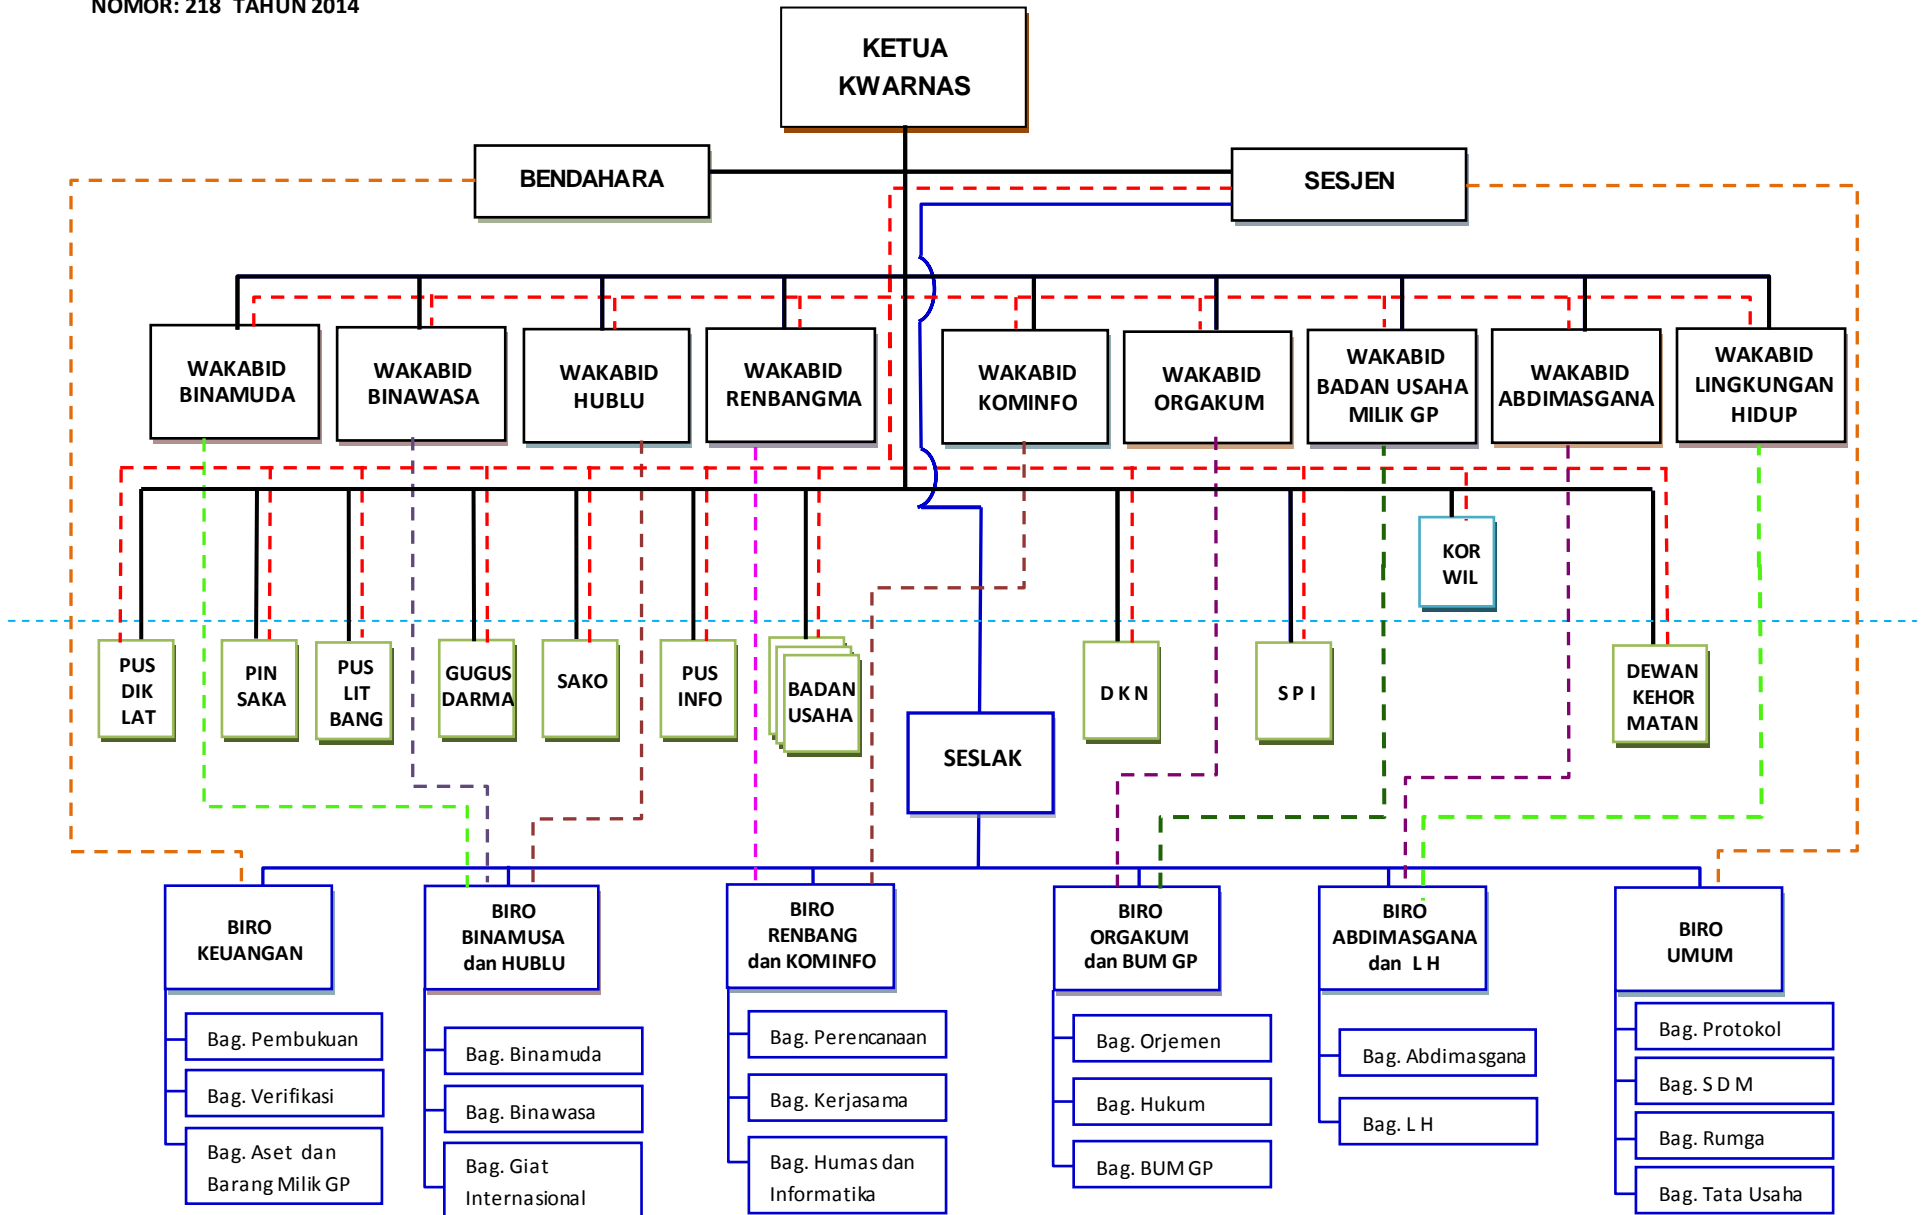 NOMOR: 218 TAHUN 2014
KETUA
KWARNAS
BENDAHARA
SESJEN
WAKABID
BINAMUDA
WAKABID
BINAWASA
WAKABID
HUBLU
WAKABID
RENBANGMA
WAKABID
KOMINFO
WAKABID
ORGAKUM
WAKABID
BADAN USAHA
MILIK GP
WAKABID
ABDIMASGANA
WAKABID
LINGKUNGAN
HIDUP
KOR
WIL
PUS
DIK
LAT
PIN
SAKA
PUS
LIT
BANG
GUGUS
DARMA
SAKO
PUS
INFO
BADAN
USAHA
D K N
S P I
DEWAN
KEHOR
MATAN
SESLAK
BIRO
KEUANGAN
BIRO
BINAMUSA
dan HUBLU
BIRO
RENBANG
dan KOMINFO
BIRO
ORGAKUM
dan BUM GP
BIRO
ABDIMASGANA
dan L H
BIRO
UMUM
Bag. Pembukuan
Bag. Verifikasi
Bag. Aset dan
Barang Milik GP
Bag. Binamuda
Bag. Binawasa
Bag. Giat
Internasional
Bag. Perencanaan
Bag. Kerjasama
Bag. Humas dan
Informatika
Bag. Orjemen
Bag. Hukum
Bag. BUM GP
Bag. Abdimasgana
Bag. L H
Bag. Protokol
Bag. S D M
Bag. Rumga
Bag. Tata Usaha